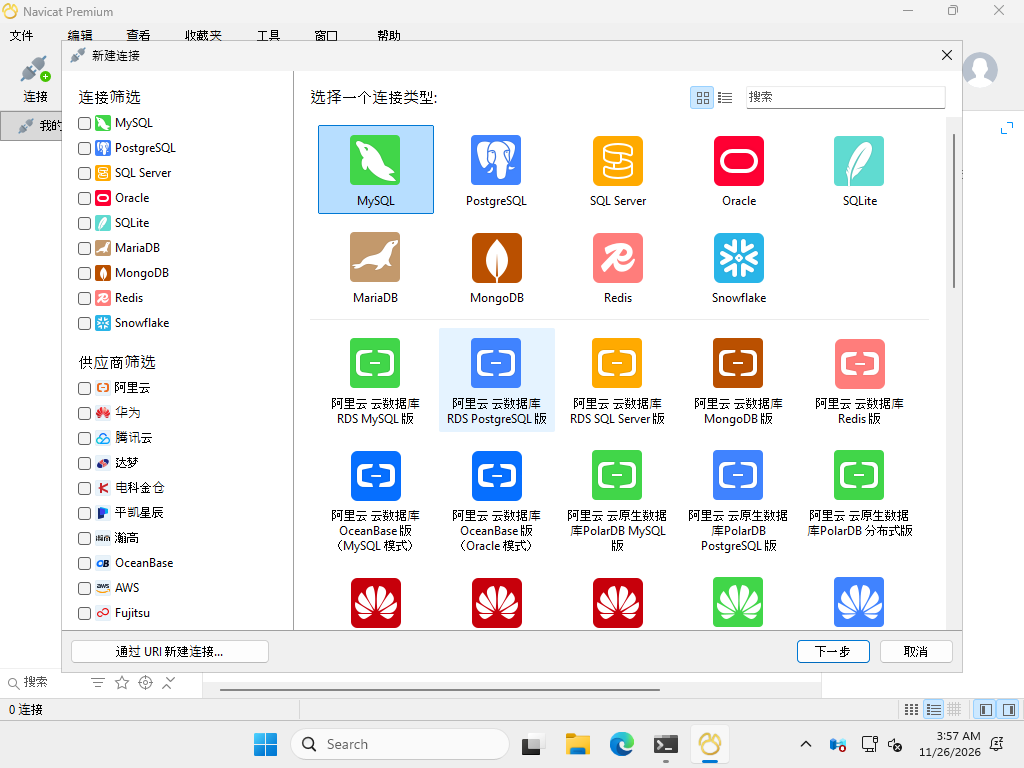 Navicat Premium
文件 编辑 查看 收藏夹 工具 窗口 帮助
连接
我的
新建连接
连接筛选
MySQL
PostgreSQL
SQL Server
Oracle
SQLite
MariaDB
MongoDB
Redis
Snowflake
供应商筛选
阿里云
华为
腾讯云
达梦
电科金仓
平凯星辰
瀚高
OceanBase
AWS
Fujitsu
选择一个连接类型:
搜索
MySQL PostgreSQL SQL Server Oracle SQLite
MariaDB MongoDB Redis Snowflake
阿里云 云数据库
RDS MySQL 版
阿里云 云数据库
RDS PostgreSQL 版
阿里云 云数据库
RDS SQL Server 版
阿里云 云数据库
MongoDB 版
阿里云 云数据库
Redis 版
阿里云 云数据库
OceanBase 版
（MySQL 模式）
阿里云 云数据库
OceanBase 版
（Oracle 模式）
阿里云 云原生数据
库PolarDB MySQL
版
阿里云 云原生数据
库PolarDB
PostgreSQL 版
阿里云 云原生数据
库PolarDB 分布式版
通过 URI 新建连接...
下一步
取消
搜索
0 连接
Search
3:57 AM
11/26/2026